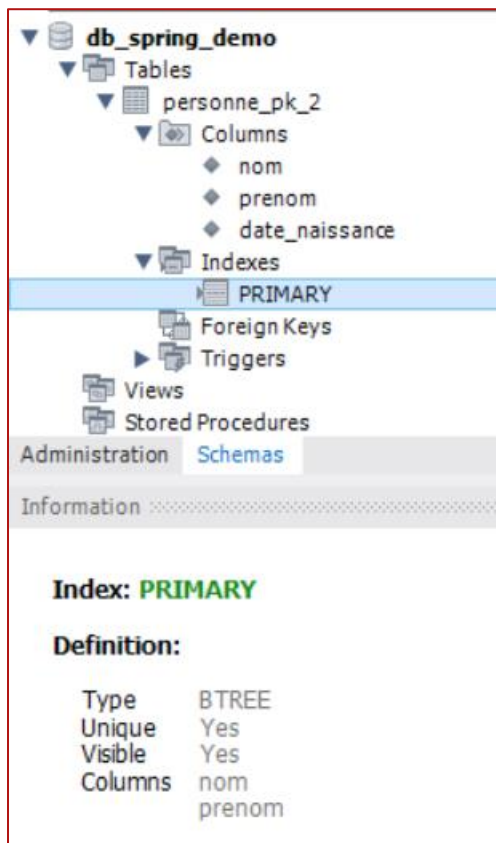 db_spring_demo
Tables
personne_pk_2
Columns
nom
prenom
date_naissance
Indexes
PRIMARY
Foreign Keys
Triggers
Views
Stored Procedures
Administration Schemas
Information
Index: PRIMARY
Definition:
Type BTREE
Unique Yes
Visible Yes
Columns nom
prenom